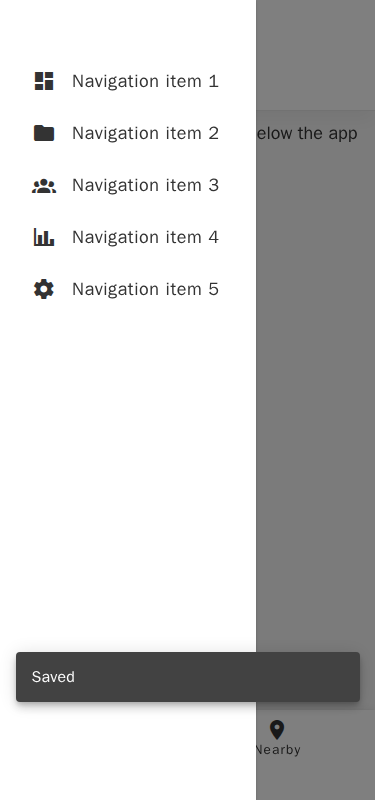 Navigation item 1
Navigation item 2
elow the app
Navigation item 3
Navigation item 4
Navigation item 5
Saved
Nearby